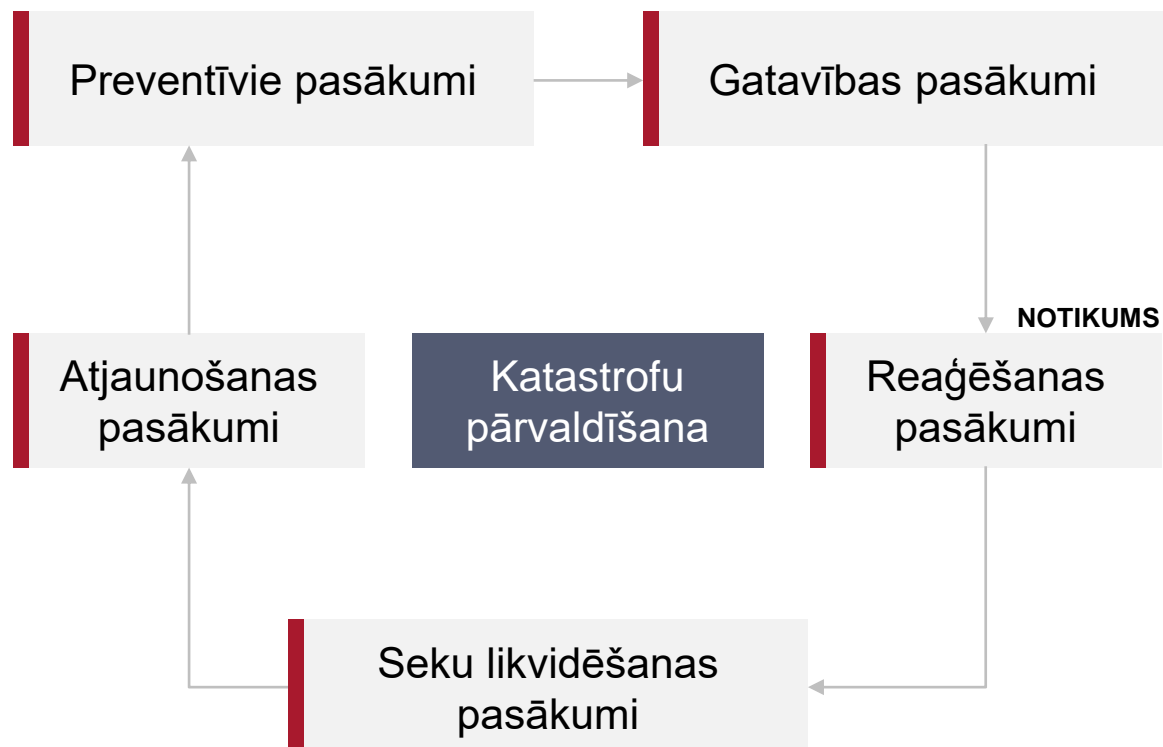 Preventīvie pasākumi
Gatavības pasākumi
NOTIKUMS
Atjaunošanas
pasākumi
Katastrofu
pārvaldīšana
Reaģēšanas
pasākumi
Seku likvidēšanas
pasākumi